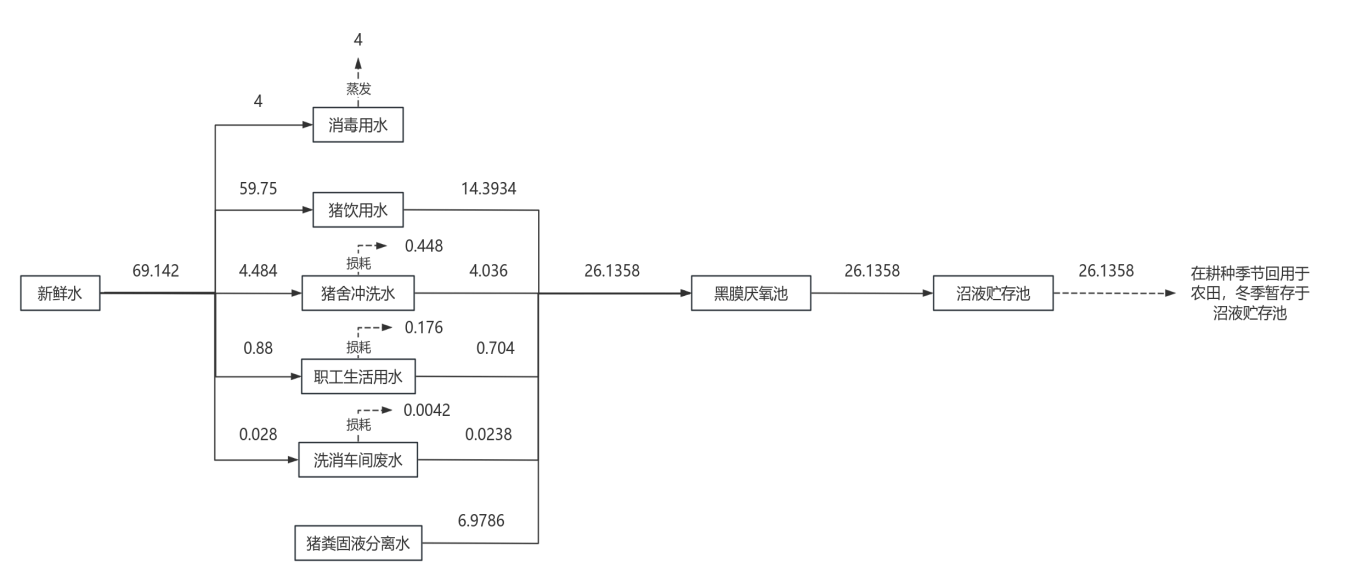 4
蒸发
4
消毒用水
59.75
14.3934
猪饮用水
0.448
损耗
69.142
4.484
4.036
26.1358
26.1358
26.1358
新鲜水
猪舍冲洗水
黑膜厌氧池
沼液贮存池
在耕种季节回用于
农田，冬季暂存于
沼液贮存池
0.176
损耗
0.88
0.704
职工生活用水
0.0042
损耗
0.028
0.0238
洗消车间废水
6.9786
猪粪固液分离水